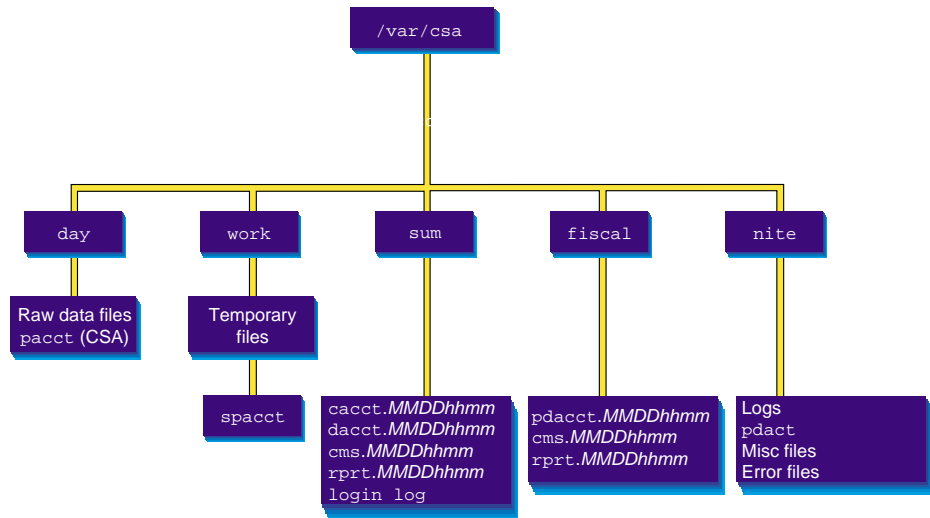 /var/csa
day
work
sum
fiscal
nite
Raw data files
pacct (CSA)
Temporary
files
spacct
cacct.MMDDhhmm
dacct.MMDDhhmm
cms.MMDDhhmm
rprt.MMDDhhmm
login log
pdacct.MMDDhhmm
cms.MMDDhhmm
rprt.MMDDhhmm
Logs
pdact
Misc files
Error files